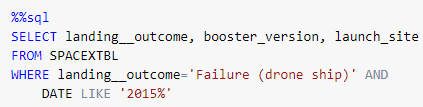 %%sql
SELECT landing__outcome, booster_version, launch_site
FROM SPACEXTBL
WHERE landing__outcome='Failure (drone ship)' AND
    DATE LIKE '2015%'